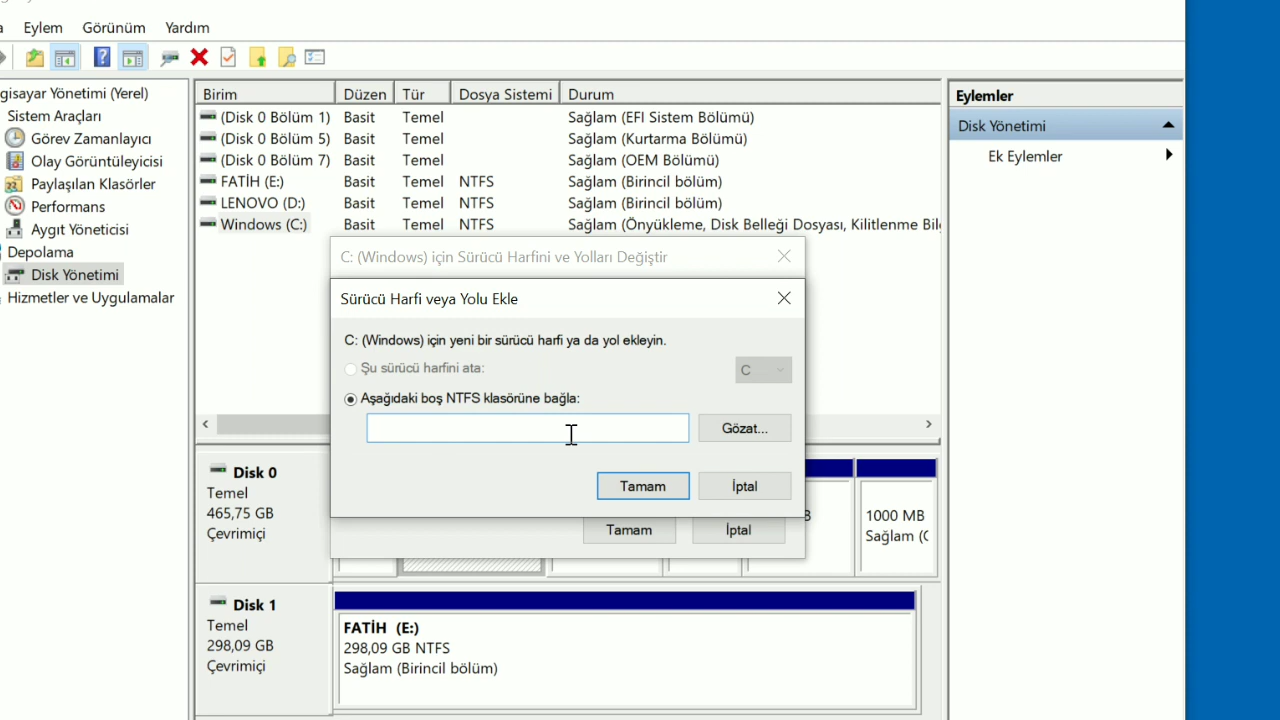 Eylem Görünüm Yardım
gisayar Yönetimi (Yerel)
Sistem Araçları
Görev Zamanlayıcı
Olay Görüntüleyicisi
Paylaşılan Klasörler
Performans
Aygıt Yöneticisi
Depolama
Disk Yönetimi
Hizmetler ve Uygulamalar
Birim Düzen Tür Dosya Sistemi Durum
(Disk 0 Bölüm 1) Basit Temel Sağlam (EFI Sistem Bölümü)
(Disk 0 Bölüm 5) Basit Temel Sağlam (Kurtarma Bölümü)
(Disk 0 Bölüm 7) Basit Temel Sağlam (OEM Bölümü)
FATİH (E:) Basit Temel NTFS Sağlam (Birincil bölüm)
LENOVO (D:) Basit Temel NTFS Sağlam (Birincil bölüm)
Windows (C:) Basit Temel NTFS Sağlam (Önyükleme, Disk Belleği Dosyası, Kilitlenme Bil
C: (Windows) için Sürücü Harfini ve Yolları Değiştir
Sürücü Harfi veya Yolu Ekle
C: (Windows) için yeni bir sürücü harfi ya da yol ekleyin.
Şu sürücü harfini ata: C
Aşağıdaki boş NTFS klasörüne bağla:
Gözat...
Tamam İptal
Tamam İptal
Disk 0
Temel
465,75 GB
Çevrimiçi
B
1000 MB
Sağlam (
Disk 1
Temel
298,09 GB
Çevrimiçi
FATİH (E:)
298,09 GB NTFS
Sağlam (Birincil bölüm)
Eylemler
Disk Yönetimi
Ek Eylemler